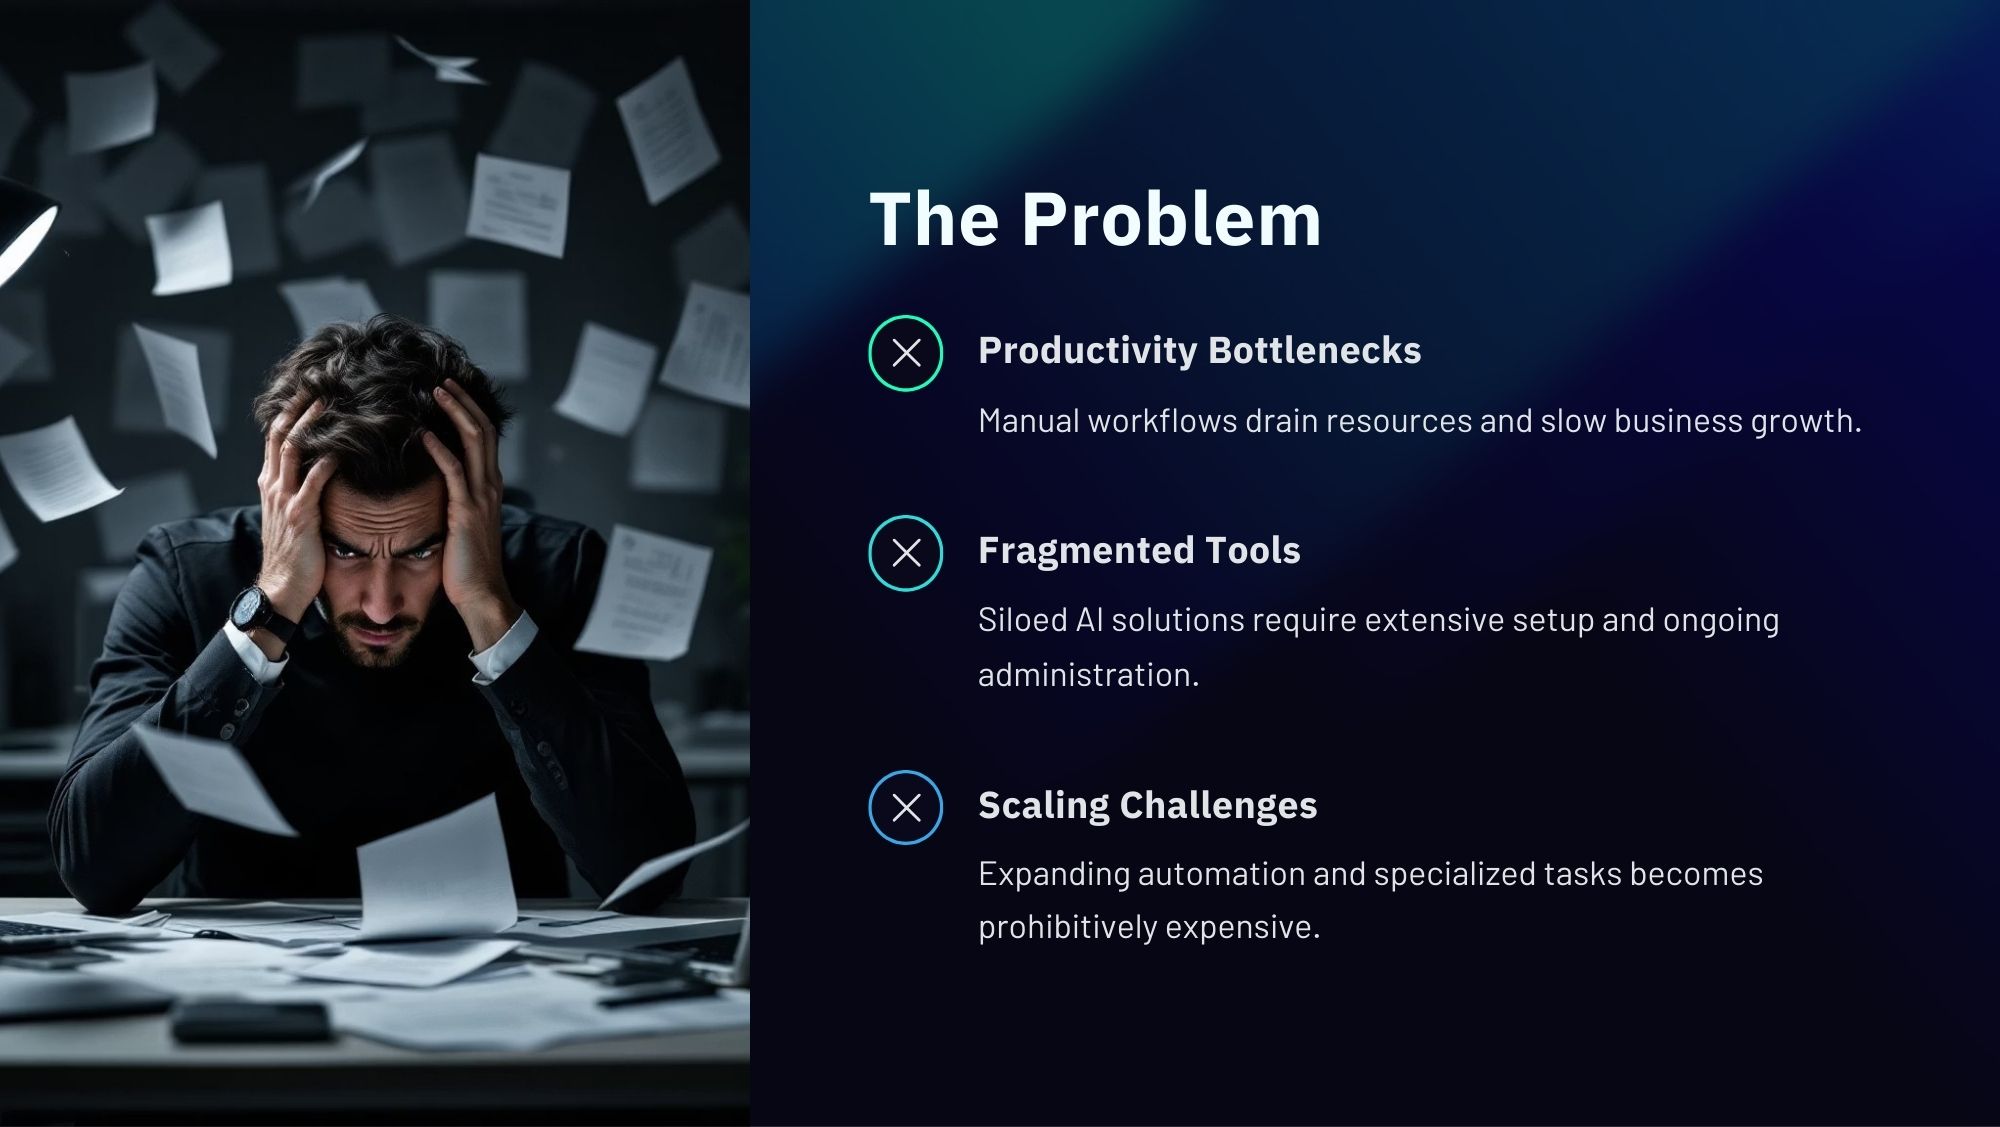 The Problem
Productivity Bottlenecks
Manual workflows drain resources and slow business growth.
Fragmented Tools
Siloed AI solutions require extensive setup and ongoing
administration.
Scaling Challenges
Expanding automation and specialized tasks becomes
prohibitively expensive.